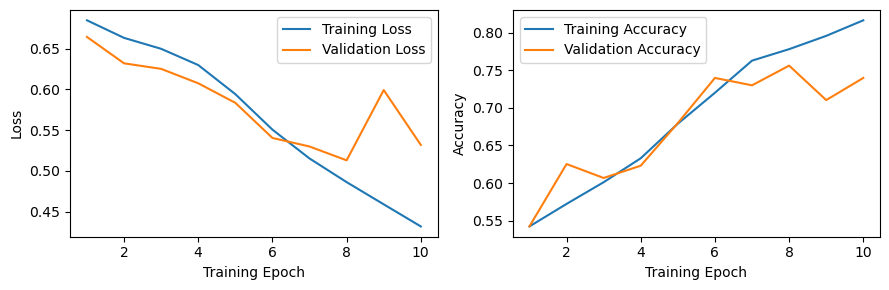 Training Loss
Validation Loss
0.65
0.60
0.55
0.50
0.45
Loss
2 4 6 8 10
Training Epoch
Training Accuracy
Validation Accuracy
0.80
0.75
0.70
0.65
0.60
0.55
Accuracy
2 4 6 8 10
Training Epoch